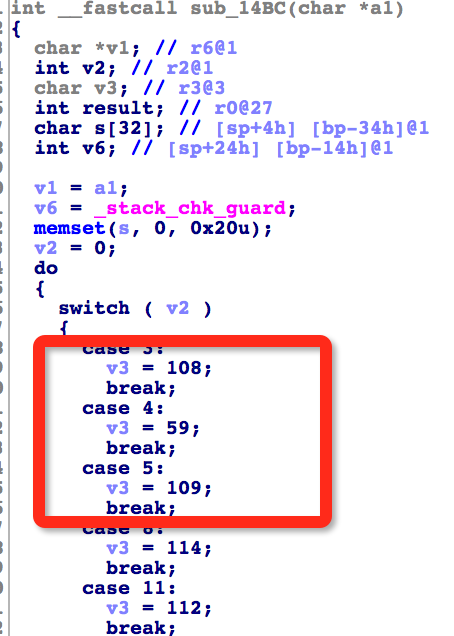 int __fastcall sub_14BC(char *a1)
{
char *v1; // r6@1
int v2; // r2@1
char v3; // r3@3
int result; // r0@27
char s[32]; // [sp+4h] [bp-34h]@1
int v6; // [sp+24h] [bp-14h]@1
v1 = a1;
v6 = _stack_chk_guard;
memset(s, 0, 0x20u);
v2 = 0;
do
{
switch ( v2 )
{
case 3:
v3 = 108;
break;
case 4:
v3 = 59;
break;
case 5:
v3 = 109;
break;
case 6:
v3 = 114;
break;
case 11:
v3 = 112;
break;